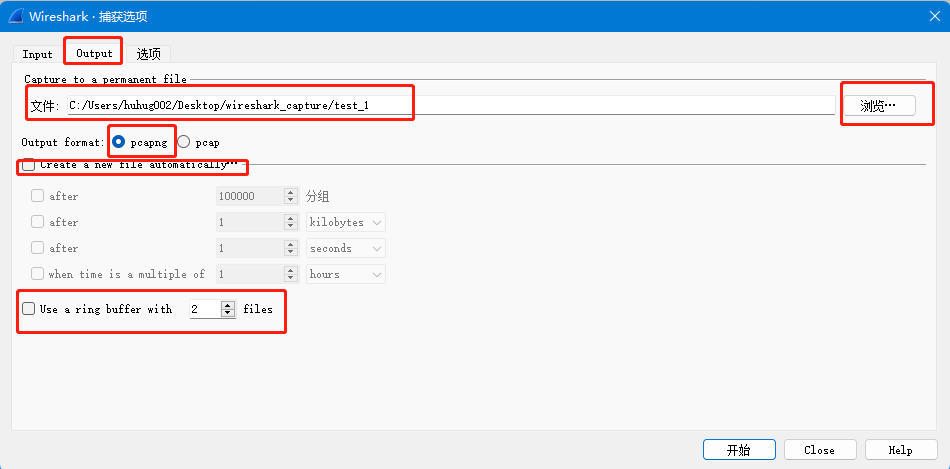 Wireshark · 捕获选项
Input Output 选项
Capture to a permanent file
文件: C:/Users/huhug002/Desktop/wireshark_capture/test_1 浏览…
Output format: pcapng pcap
Create a new file automatically…
after 100000 分组
after 1 kilobytes
after 1 seconds
when time is a multiple of 1 hours
Use a ring buffer with 2 files
开始 Close Help